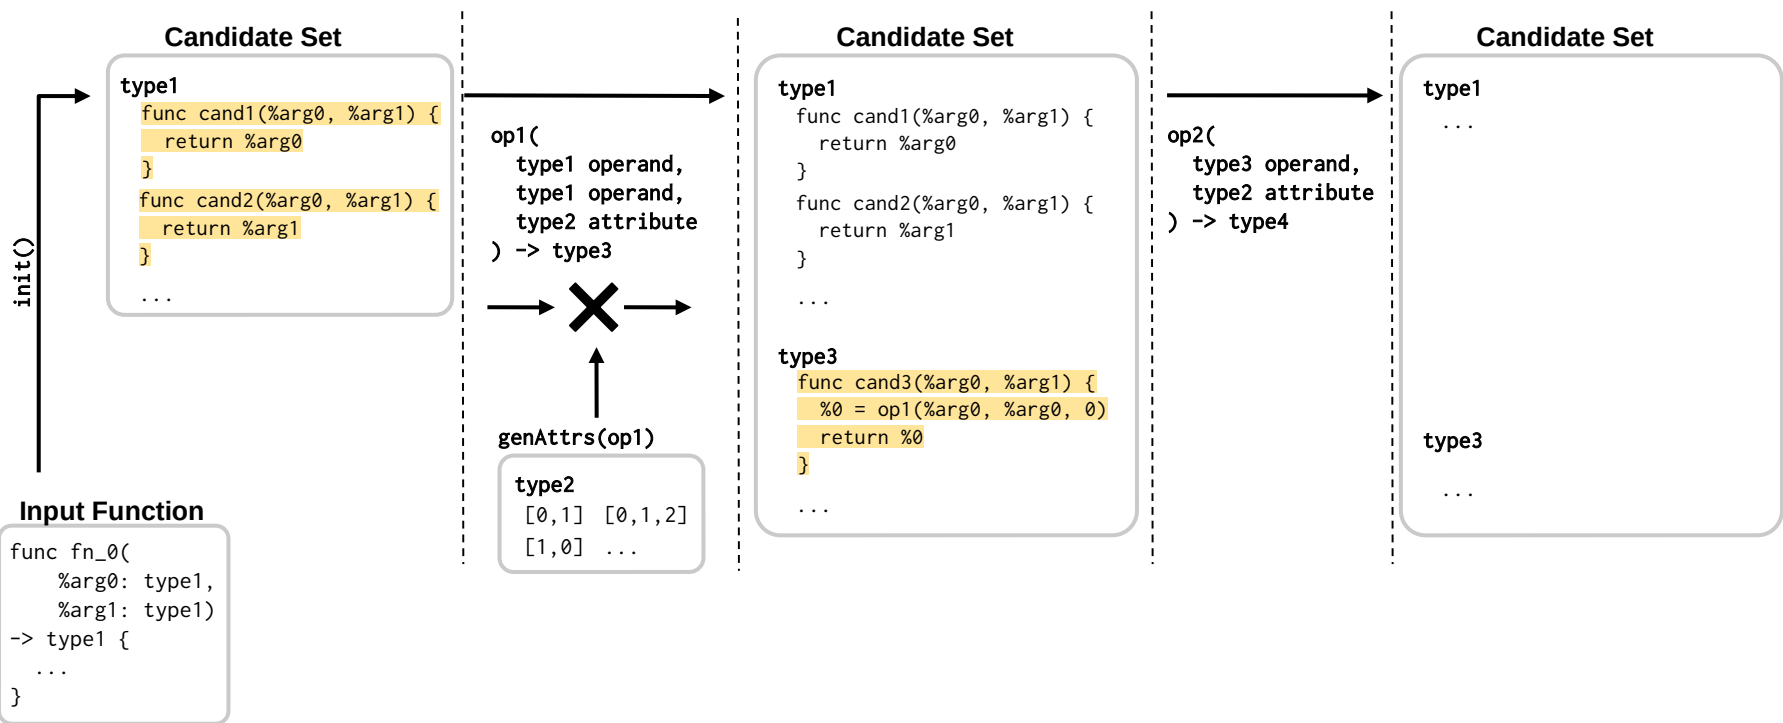 Candidate Set
type1
func cand1(%arg0, %arg1) {
return %arg0
}
func cand2(%arg0, %arg1) {
return %arg1
}
...
init()
Input Function
func fn_0(
%arg0: type1,
%arg1: type1)
-> type1 {
...
}
op1(
type1 operand,
type1 operand,
type2 attribute
) -> type3
genAttrs(op1)
type2
[0,1] [0,1,2]
[1,0] ...
Candidate Set
type1
func cand1(%arg0, %arg1) {
return %arg0
}
func cand2(%arg0, %arg1) {
return %arg1
}
...
type3
func cand3(%arg0, %arg1) {
%0 = op1(%arg0, %arg0, 0)
return %0
}
...
op2(
type3 operand,
type2 attribute
) -> type4
Candidate Set
type1
...
type3
...